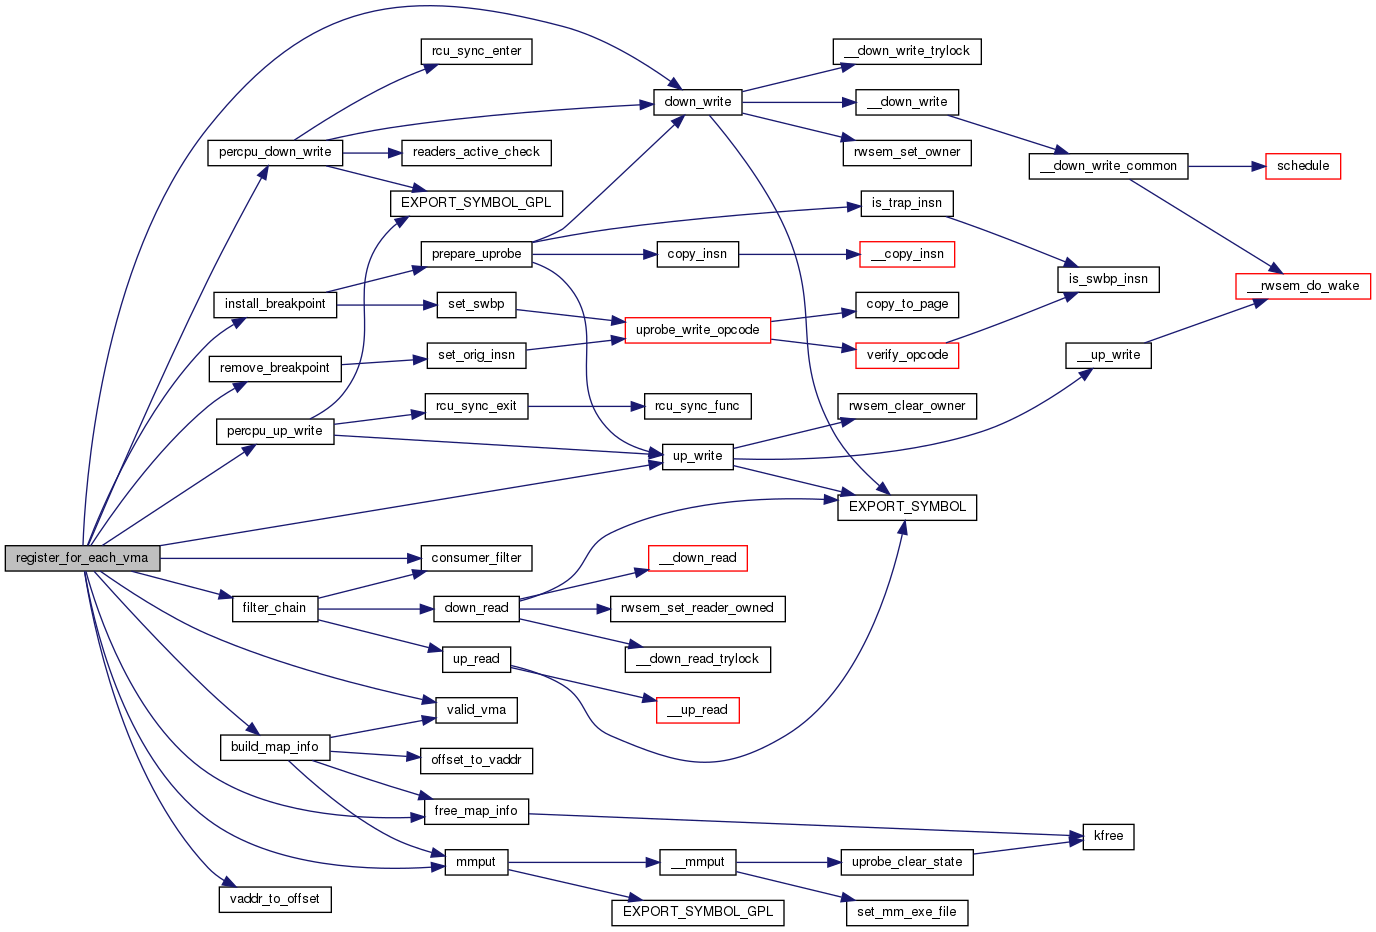 rcu_sync_enter
__down_write_trylock
down_write
__down_write
percpu_down_write
readers_active_check
rwsem_set_owner
__down_write_common
schedule
EXPORT_SYMBOL_GPL
is_trap_insn
prepare_uprobe
copy_insn
__copy_insn
is_swbp_insn
__rwsem_do_wake
install_breakpoint
set_swbp
copy_to_page
uprobe_write_opcode
set_orig_insn
verify_opcode
__up_write
remove_breakpoint
rcu_sync_exit
rcu_sync_func
rwsem_clear_owner
percpu_up_write
up_write
EXPORT_SYMBOL
register_for_each_vma
consumer_filter
__down_read
filter_chain
down_read
rwsem_set_reader_owned
up_read
__down_read_trylock
valid_vma
__up_read
build_map_info
offset_to_vaddr
free_map_info
kfree
mmput
__mmput
uprobe_clear_state
vaddr_to_offset
EXPORT_SYMBOL_GPL
set_mm_exe_file